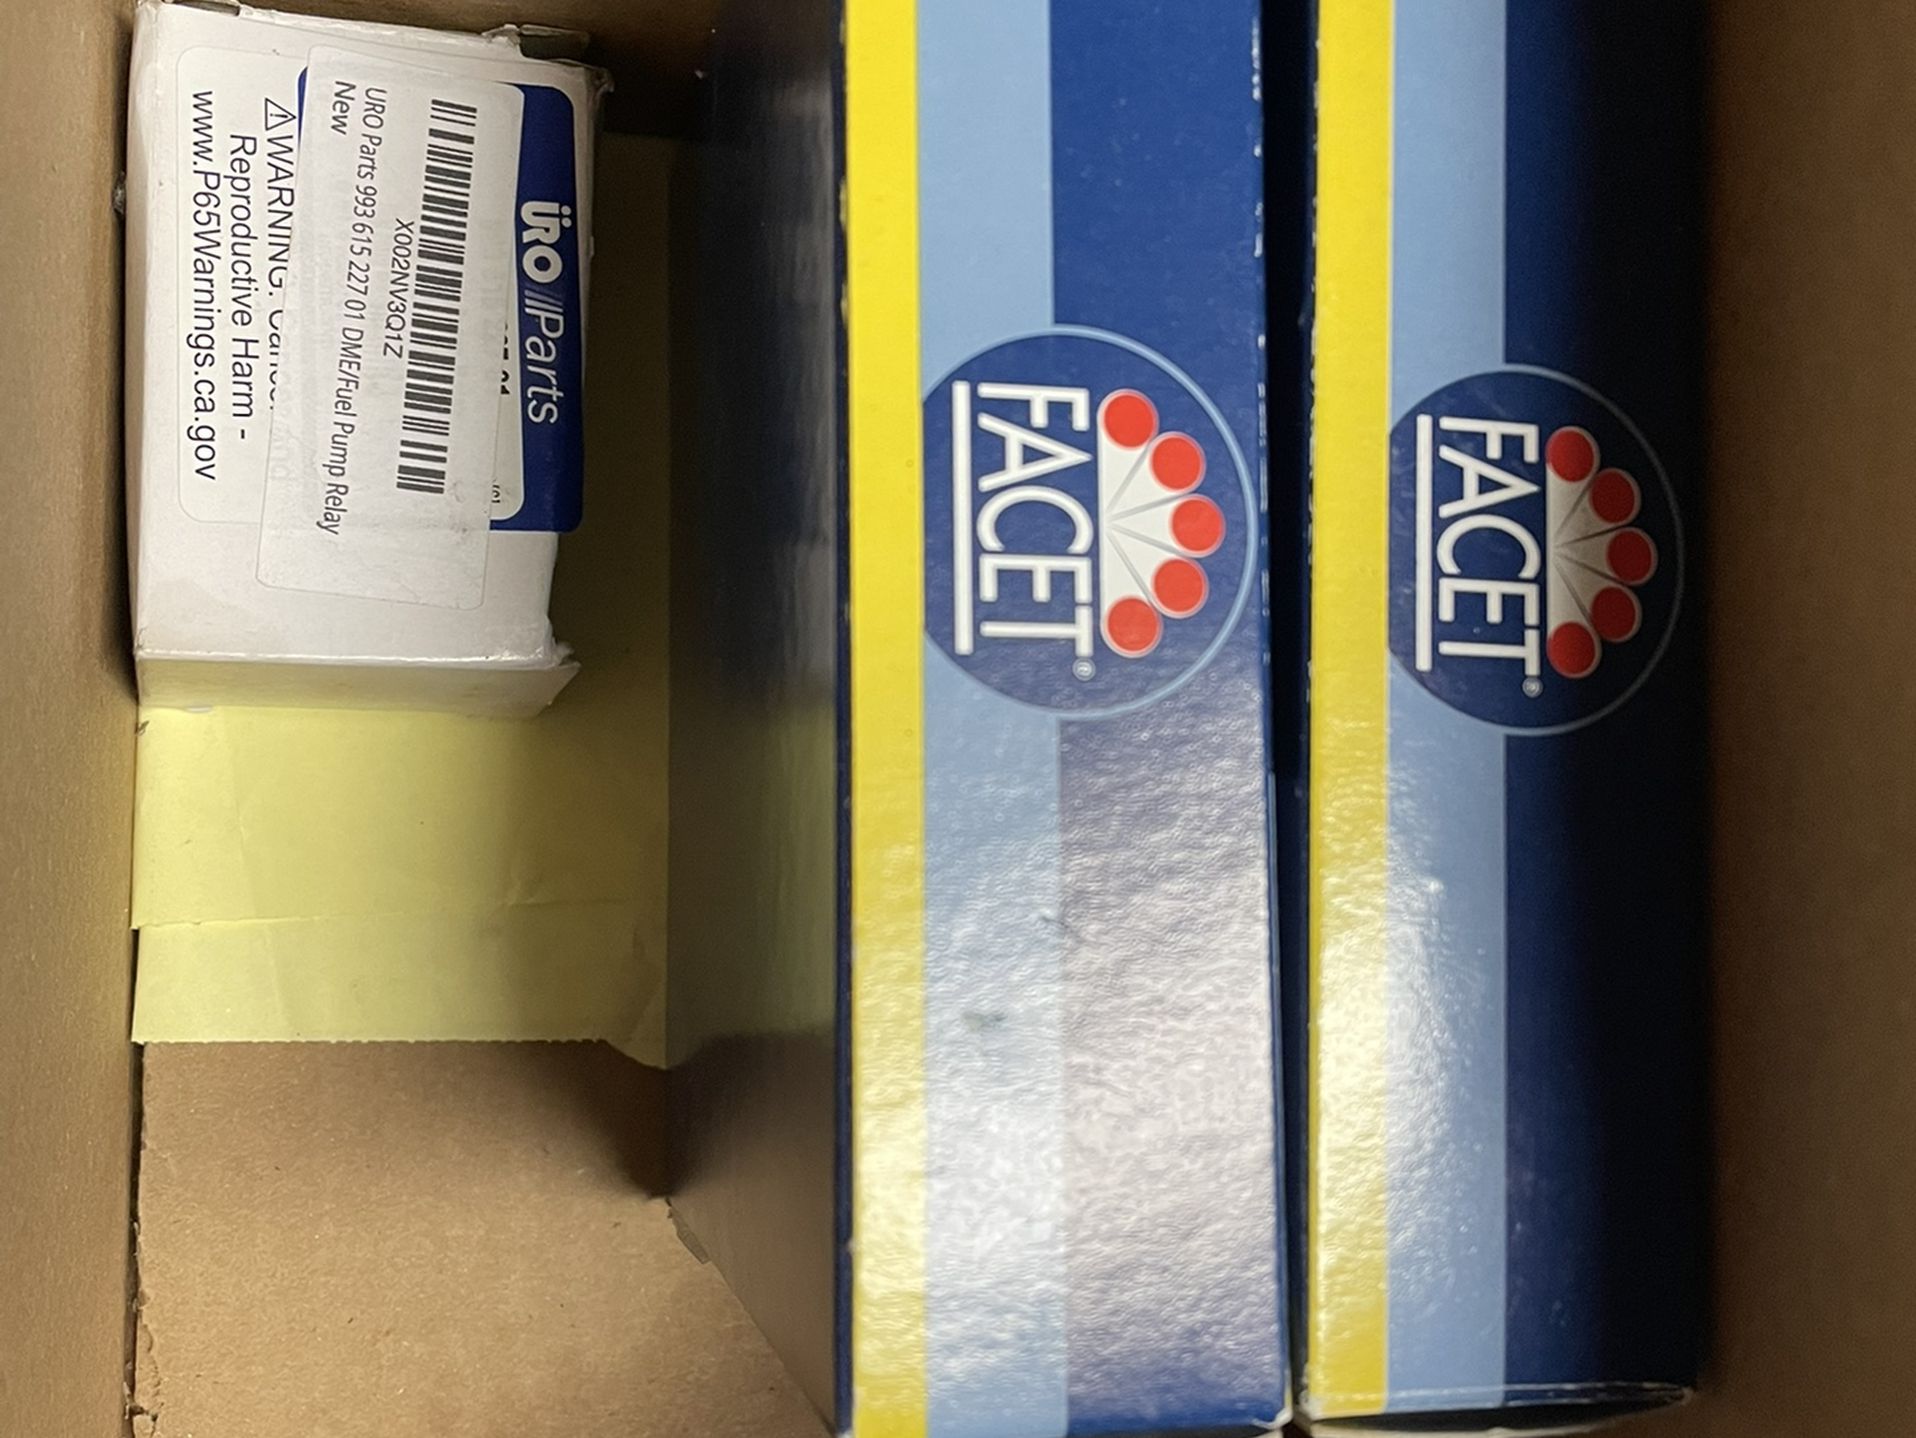 ÜRO Parts
X002NV3Q1Z
URO Parts 993 615 227 01 DME/Fuel Pump Relay
New
⚠WARNING:
Reproductive Harm -
www.P65Warnings.ca.gov
FACET®
FACET®